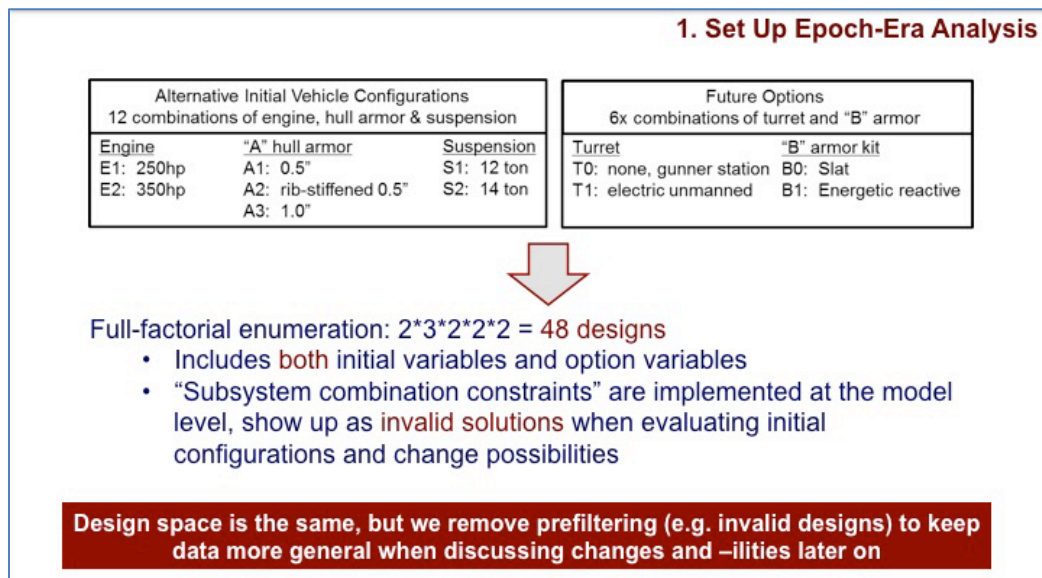 1. Set Up Epoch-Era Analysis
Alternative Initial Vehicle Configurations
12 combinations of engine, hull armor & suspension
Engine "A" hull armor Suspension
E1: 250hp A1: 0.5" S1: 12 ton
E2: 350hp A2: rib-stiffened 0.5" S2: 14 ton
A3: 1.0"
Future Options
6x combinations of turret and "B" armor
Turret "B" armor kit
T0: none, gunner station B0: Slat
T1: electric unmanned B1: Energetic reactive
Full-factorial enumeration: 2*3*2*2*2 = 48 designs
• Includes both initial variables and option variables
• “Subsystem combination constraints” are implemented at the model
level, show up as invalid solutions when evaluating initial
configurations and change possibilities
Design space is the same, but we remove prefiltering (e.g. invalid designs) to keep
data more general when discussing changes and –ilities later on